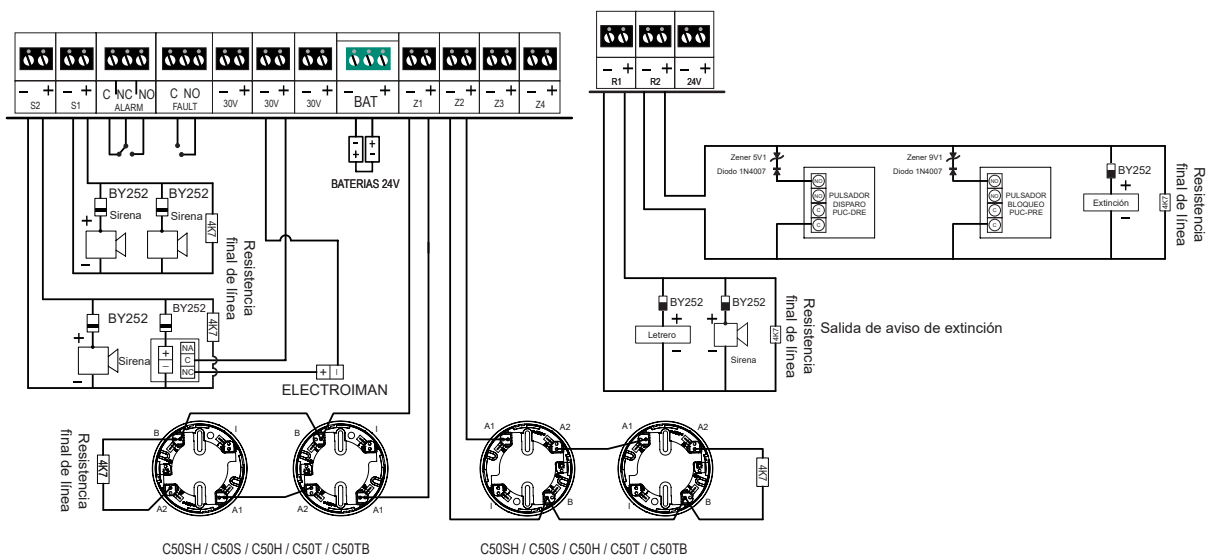 - + - + - + - + - + - + - + - + - + - +
S2 S1 C NC NO C NO 30V 30V 30V BAT Z1 Z2 Z3 Z4
ALARM FAULT
- + - + - +
R1 R2 24V
- +
+ -
BATERIAS 24V
BY252 BY252
Sirena Sirena
+
-
4K7
Resistencia
final de línea
BY252 BY252
+
Sirena
-
+
-
NA
C
NC
4K7
+ -
ELECTROIMAN
Resistencia
final de línea
4K7
B I B I
A2 A1 A2 A1
C50SH / C50S / C50H / C50T / C50TB
A1 A2 A1 A2
I B I B
4K7
C50SH / C50S / C50H / C50T / C50TB
Zener 5V1
Diodo 1N4007
NO
NO
C
C
PULSADOR
DISPARO
PUC-DRE
Zener 9V1
Diodo 1N4007
NO
NO
C
C
PULSADOR
BLOQUEO
PUC-PRE
BY252
+
Extinción
-
4K7
Resistencia
final de línea
BY252 BY252
+ +
Letrero
- -
Sirena
4K7
Resistencia
final de línea
Salida de aviso de extinción